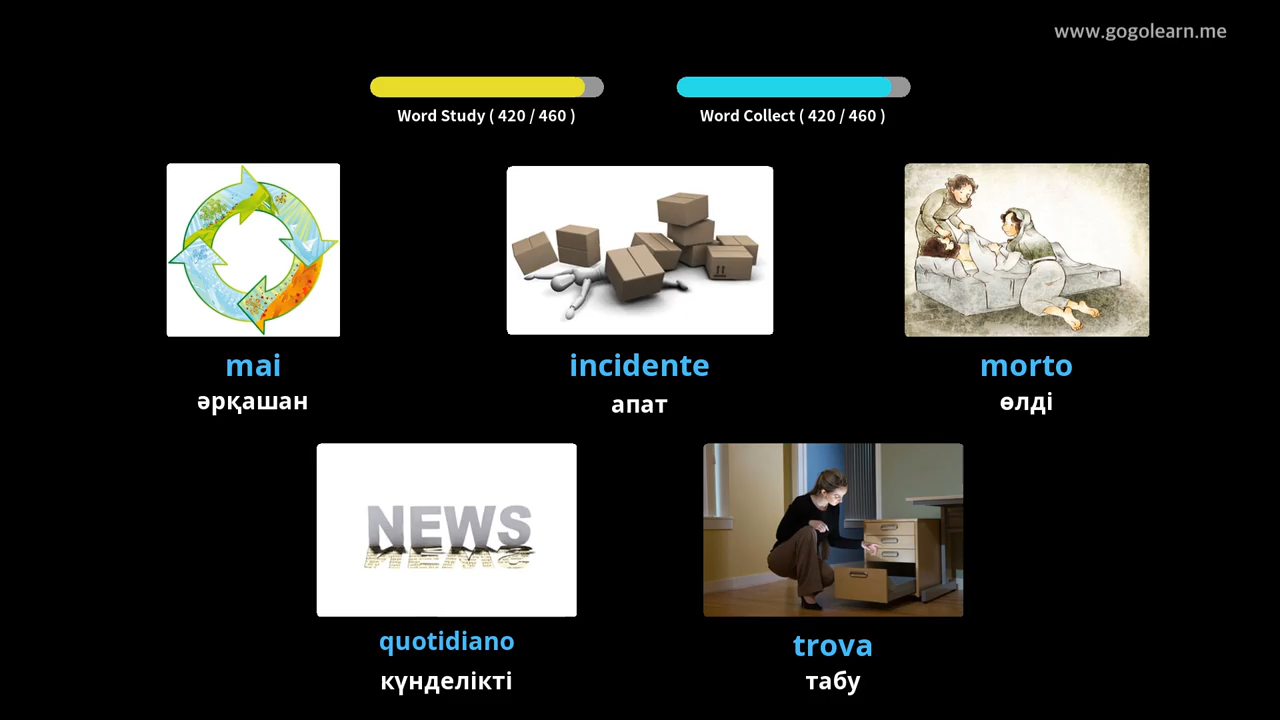 www.gogolearn.me
Word Study ( 420 / 460 )
Word Collect ( 420 / 460 )
mai
әрқашан
incidente
апат
morto
өлді
NEWS
quotidiano
күнделікті
trova
табу